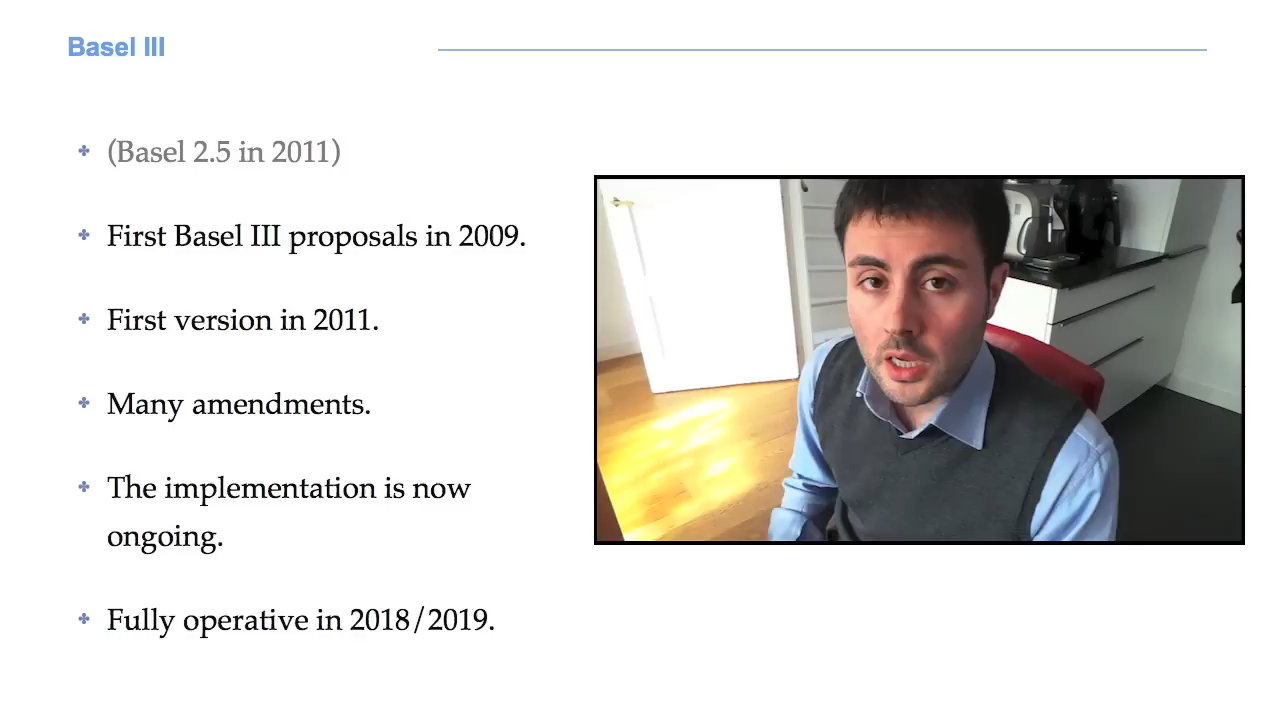 Basel III
(Basel 2.5 in 2011)
First Basel III proposals in 2009.
First version in 2011.
Many amendments.
The implementation is now
ongoing.
Fully operative in 2018/2019.